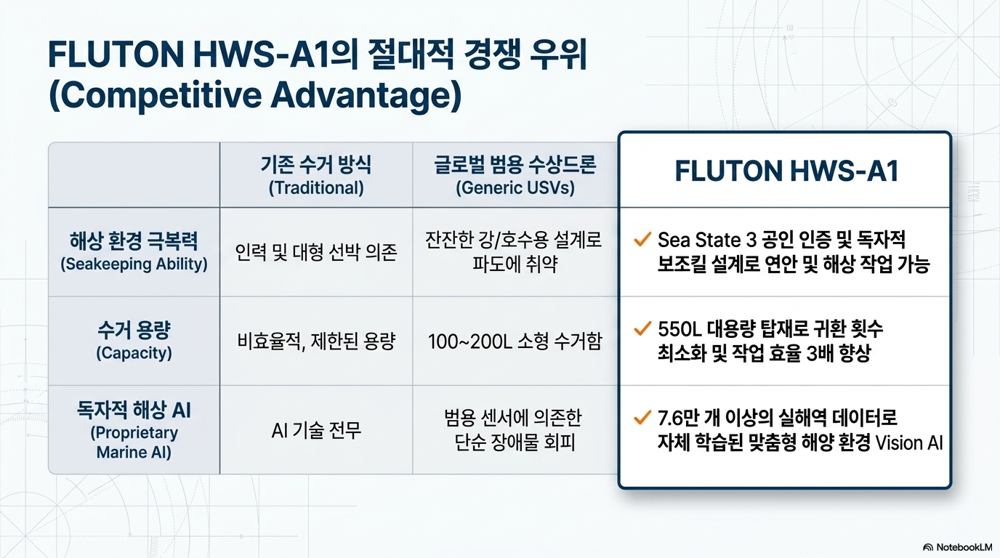 FLUTON HWS-A1의 절대적 경쟁 우위
(Competitive Advantage)
기존 수거 방식
(Traditional)
글로벌 범용 수상드론
(Generic USVs)
FLUTON HWS-A1
해상 환경 극복력
(Seakeeping Ability)
인력 및 대형 선박 의존
잔잔한 강/호수용 설계로
파도에 취약
Sea State 3 공인 인증 및 독자적
보조킬 설계로 연안 및 해상 작업 가능
수거 용량
(Capacity)
비효율적, 제한된 용량
100~200L 소형 수거함
550L 대용량 탑재로 귀환 횟수
최소화 및 작업 효율 3배 향상
독자적 해상 AI
(Proprietary
Marine AI)
AI 기술 전무
범용 센서에 의존한
단순 장애물 회피
7.6만 개 이상의 실해역 데이터로
자체 학습된 맞춤형 해양 환경 Vision AI
NotebookLM